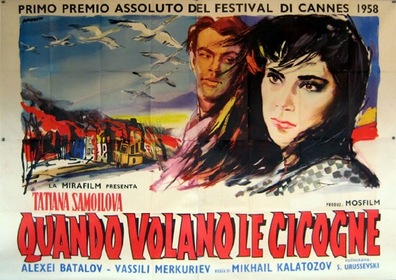 PRIMO PREMIO ASSOLUTO DEL FESTIVAL DI CANNES 1958
LA MIRAFILM PRESENTA
TATIANA SAMOILOVA
PRODUZ. MOSFILM
QUANDO VOLANO LE CICOGNE
ALEXEI BATALOV - VASSILI MERKURIEV
REGIA DI MIKHAIL KALATOZOV
S. URUSSEVSKI